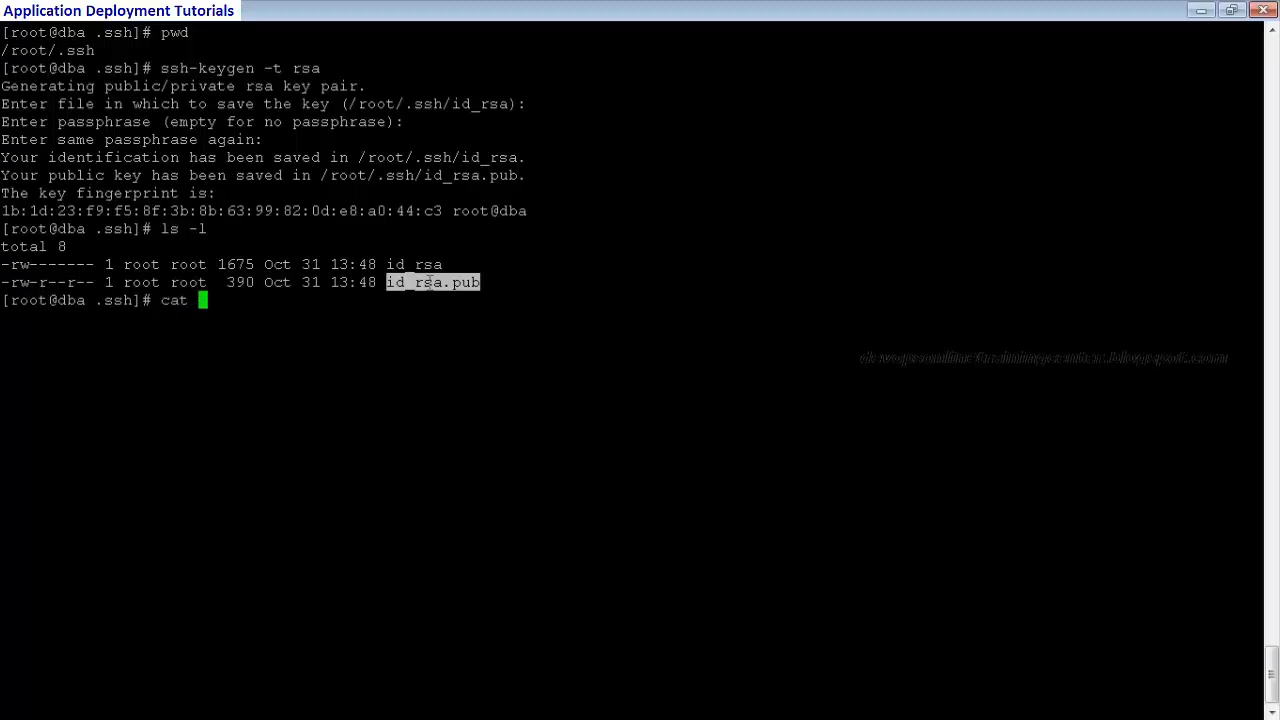 Application Deployment Tutorials
[root@dba .ssh]# pwd
/root/.ssh
[root@dba .ssh]# ssh-keygen -t rsa
Generating public/private rsa key pair.
Enter file in which to save the key (/root/.ssh/id_rsa):
Enter passphrase (empty for no passphrase):
Enter same passphrase again:
Your identification has been saved in /root/.ssh/id_rsa.
Your public key has been saved in /root/.ssh/id_rsa.pub.
The key fingerprint is:
1b:1d:23:f9:f5:8f:3b:8b:63:99:82:0d:e8:a0:44:c3 root@dba
[root@dba .ssh]# ls -l
total 8
-rw------- 1 root root 1675 Oct 31 13:48 id_rsa
-rw-r--r-- 1 root root  390 Oct 31 13:48 id_rsa.pub
[root@dba .ssh]# cat
devopsonlinetrainingcenter.blogspot.com